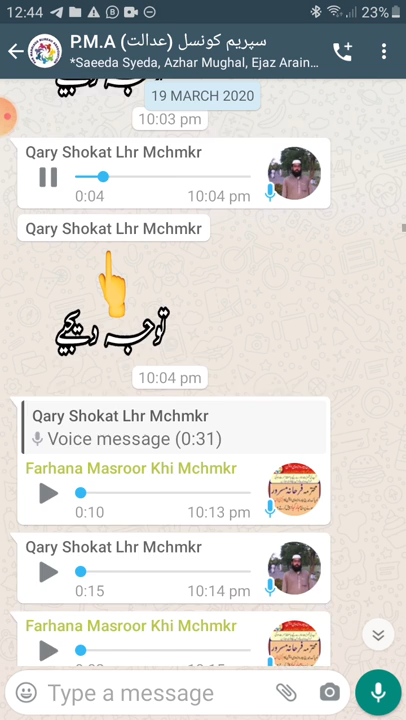 12:44
23%
P.M.A سپریم کونسل (عدالت)
*Saeeda Syeda, Azhar Mughal, Ejaz Arain...
19 MARCH 2020
10:03 pm
Qary Shokat Lhr Mchmkr
0:04 10:04 pm
Qary Shokat Lhr Mchmkr
توجہ دیجیے
10:04 pm
Qary Shokat Lhr Mchmkr
Voice message (0:31)
Farhana Masroor Khi Mchmkr
0:10 10:13 pm
Qary Shokat Lhr Mchmkr
0:15 10:14 pm
Farhana Masroor Khi Mchmkr
Type a message